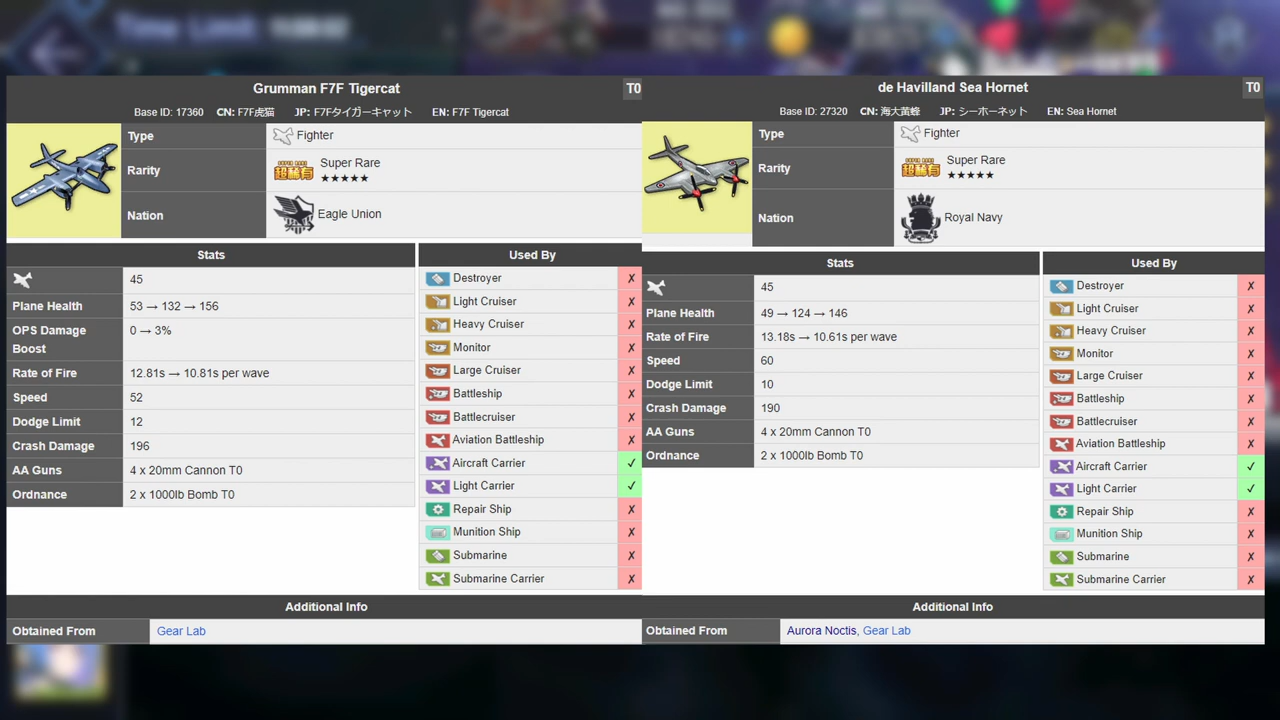 Time Limit:
Grumman F7F Tigercat
T0
Base ID: 17360 CN: F7F虎猫 JP: F7Fタイガーキャット EN: F7F Tigercat
Type
Fighter
Rarity
超稀有
Super Rare
★★★★★
Nation
Eagle Union
Stats
45
Plane Health
53 → 132 → 156
OPS Damage Boost
0 → 3%
Rate of Fire
12.81s → 10.81s per wave
Speed
52
Dodge Limit
12
Crash Damage
196
AA Guns
4 x 20mm Cannon T0
Ordnance
2 x 1000lb Bomb T0
Used By
Destroyer ✗
Light Cruiser ✗
Heavy Cruiser ✗
Monitor ✗
Large Cruiser ✗
Battleship ✗
Battlecruiser ✗
Aviation Battleship ✗
Aircraft Carrier ✓
Light Carrier ✓
Repair Ship ✗
Munition Ship ✗
Submarine ✗
Submarine Carrier ✗
Additional Info
Obtained From
Gear Lab
de Havilland Sea Hornet
T0
Base ID: 27320 CN: 海大黄蜂 JP: シーホーネット EN: Sea Hornet
Type
Fighter
Rarity
超稀有
Super Rare
★★★★★
Nation
Royal Navy
Stats
45
Plane Health
49 → 124 → 146
Rate of Fire
13.18s → 10.61s per wave
Speed
60
Dodge Limit
10
Crash Damage
190
AA Guns
4 x 20mm Cannon T0
Ordnance
2 x 1000lb Bomb T0
Used By
Destroyer ✗
Light Cruiser ✗
Heavy Cruiser ✗
Monitor ✗
Large Cruiser ✗
Battleship ✗
Battlecruiser ✗
Aviation Battleship ✗
Aircraft Carrier ✓
Light Carrier ✓
Repair Ship ✗
Munition Ship ✗
Submarine ✗
Submarine Carrier ✗
Additional Info
Obtained From
Aurora Noctis, Gear Lab